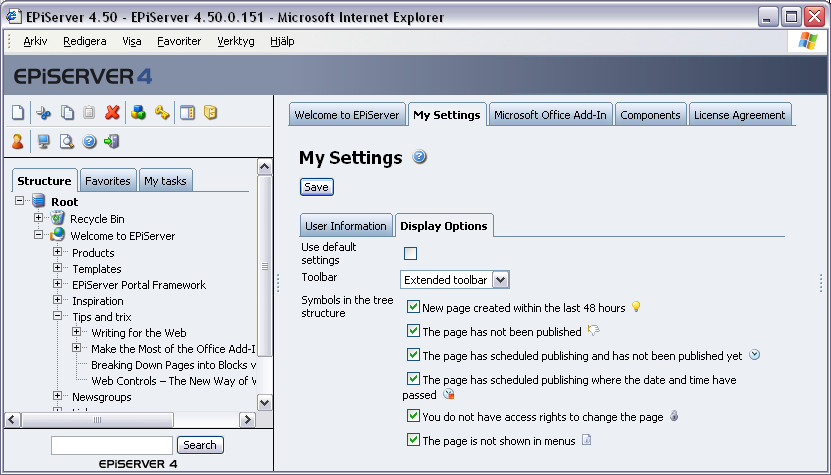 EPiServer 4.50 - EPiServer 4.50.0.151 - Microsoft Internet Explorer
Arkiv Redigera Visa Favoriter Verktyg Hjälp
EPiSERVER 4
Welcome to EPiServer My Settings Microsoft Office Add-In Components License Agreement
My Settings
Save
Structure Favorites My tasks
Root
Recycle Bin
Welcome to EPiServer
Products
Templates
EPiServer Portal Framework
Inspiration
Tips and trix
Writing for the Web
Make the Most of the Office Add-I
Breaking Down Pages into Blocks v
Web Controls – The New Way of W
Newsgroups
Search
EPiSERVER 4
User Information Display Options
Use default
settings
Toolbar Extended toolbar
Symbols in the tree
structure
New page created within the last 48 hours
The page has not been published
The page has scheduled publishing and has not been published yet
The page has scheduled publishing where the date and time have
passed
You do not have access rights to change the page
The page is not shown in menus